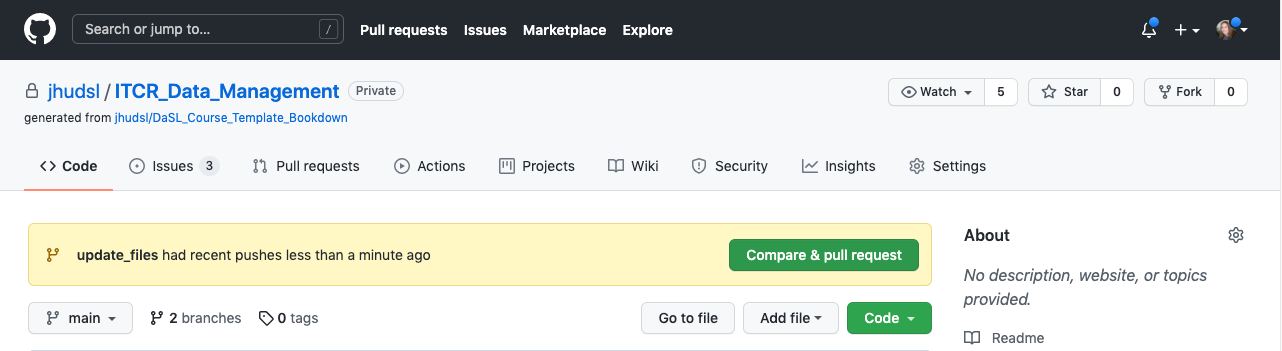 Search or jump to... / Pull requests Issues Marketplace Explore
jhudsl / ITCR_Data_Management Private Watch 5 Star 0 Fork 0
generated from jhudsl/DaSL_Course_Template_Bookdown
Code Issues 3 Pull requests Actions Projects Wiki Security Insights Settings
update_files had recent pushes less than a minute ago Compare & pull request
About
No description, website, or topics
provided.
main 2 branches 0 tags Go to file Add file Code
Readme